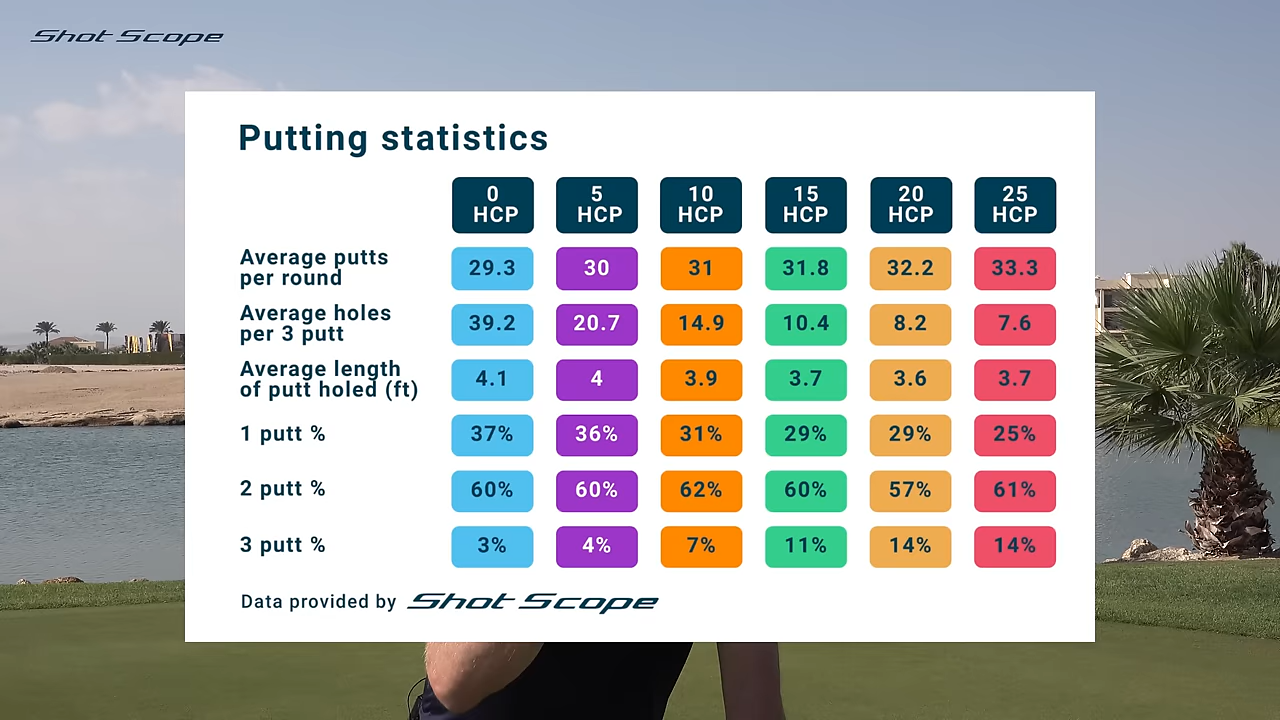 Shot Scope
Putting statistics
0 HCP 5 HCP 10 HCP 15 HCP 20 HCP 25 HCP
Average putts per round 29.3 30 31 31.8 32.2 33.3
Average holes per 3 putt 39.2 20.7 14.9 10.4 8.2 7.6
Average length of putt holed (ft) 4.1 4 3.9 3.7 3.6 3.7
1 putt % 37% 36% 31% 29% 29% 25%
2 putt % 60% 60% 62% 60% 57% 61%
3 putt % 3% 4% 7% 11% 14% 14%
Data provided by Shot Scope